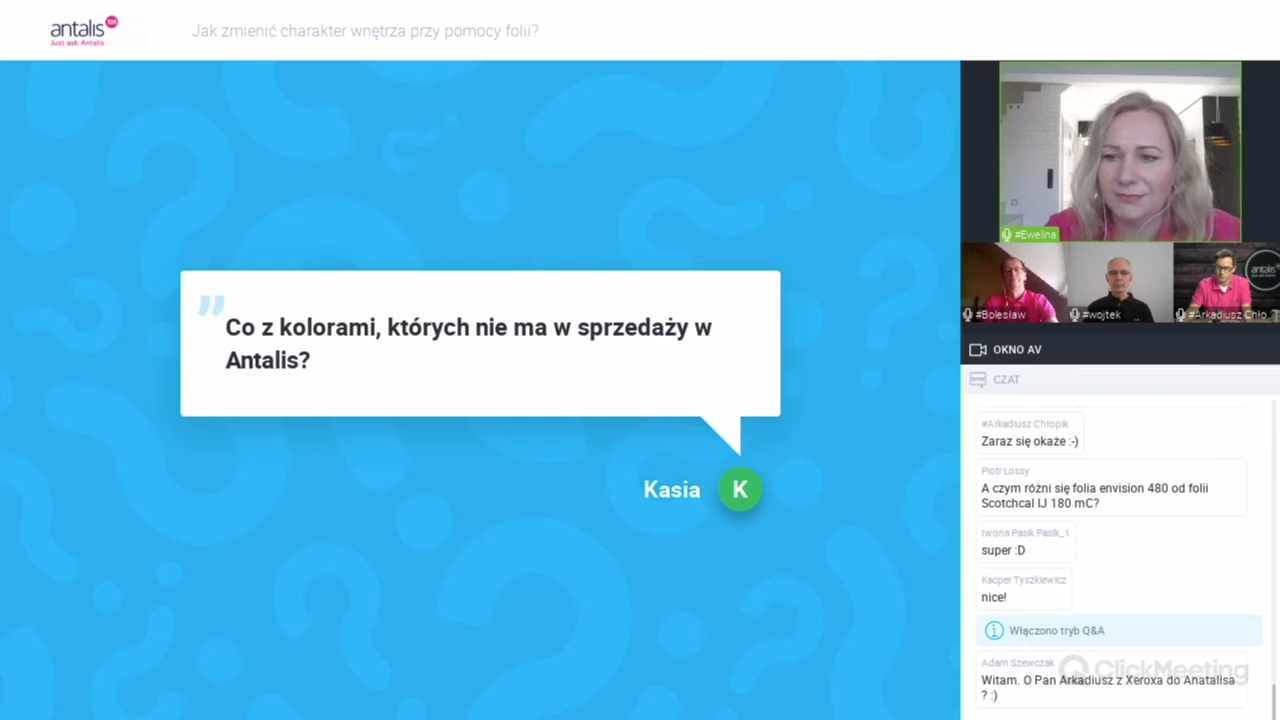 antalis™
Just ask Antalis
Jak zmienić charakter wnętrza przy pomocy folii?
Co z kolorami, których nie ma w sprzedaży w
Antalis?
Kasia
K
#Ewelina
antalis
#Bolesław
#wojtek
#Arkadiusz Chło...
OKNO AV
CZAT
#Arkadiusz Chłopik
Zaraz się okaże :-)
Piotr Lossy
A czym różni się folia envision 480 od folii
Scotchcal IJ 180 mC?
Iwona Pasik Pasik_1
super :D
Kacper Tyszkiewicz
nice!
Włączono tryb Q&A
Adam Szewczak
ClickMeeting
Witam. O Pan Arkadiusz z Xeroxa do Anatalisa
? :)